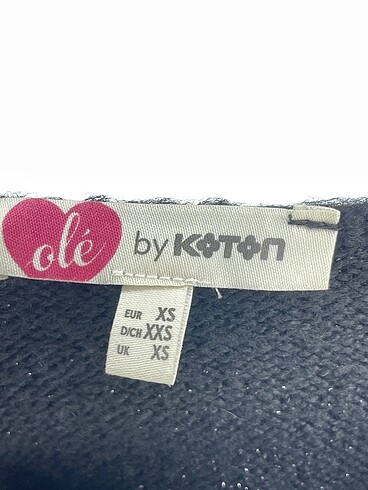 olé by KOTON
EUR XS
D/CH XXS
UK XS